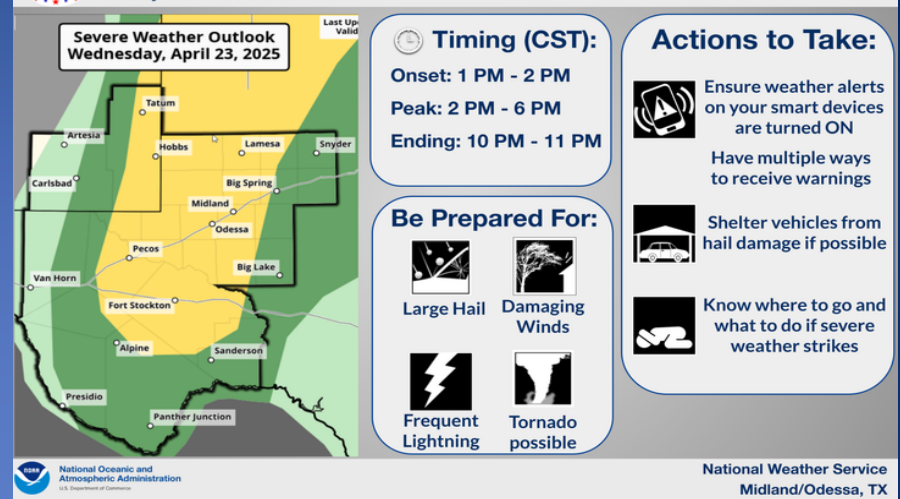 Severe Weather Outlook
Wednesday, April 23, 2025
Last Up
Valid
Tatum
Artesia
Hobbs
Lamesa
Snyder
Carlsbad
Big Spring
Midland
Odessa
Pecos
Big Lake
Van Horn
Fort Stockton
Alpine
Sanderson
Presidio
Panther Junction
Timing (CST):
Onset: 1 PM - 2 PM
Peak: 2 PM - 6 PM
Ending: 10 PM - 11 PM
Be Prepared For:
Large Hail
Damaging
Winds
Frequent
Lightning
Tornado
possible
Actions to Take:
Ensure weather alerts
on your smart devices
are turned ON
Have multiple ways
to receive warnings
Shelter vehicles from
hail damage if possible
Know where to go and
what to do if severe
weather strikes
NOAA
National Oceanic and
Atmospheric Administration
U.S. Department of Commerce
National Weather Service
Midland/Odessa, TX